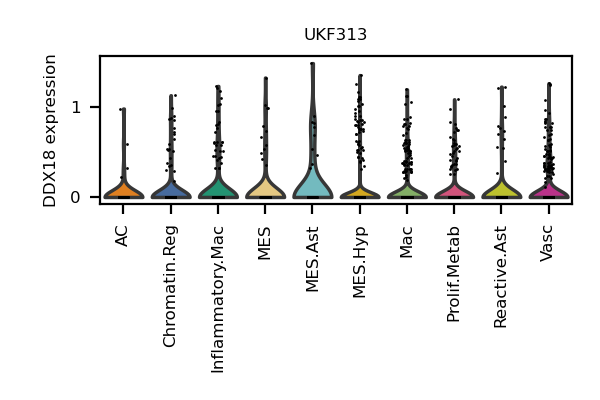 UKF313
DDX18 expression
1
0
AC
Chromatin.Reg
Inflammatory.Mac
MES
MES.Ast
MES.Hyp
Mac
Prolif.Metab
Reactive.Ast
Vasc